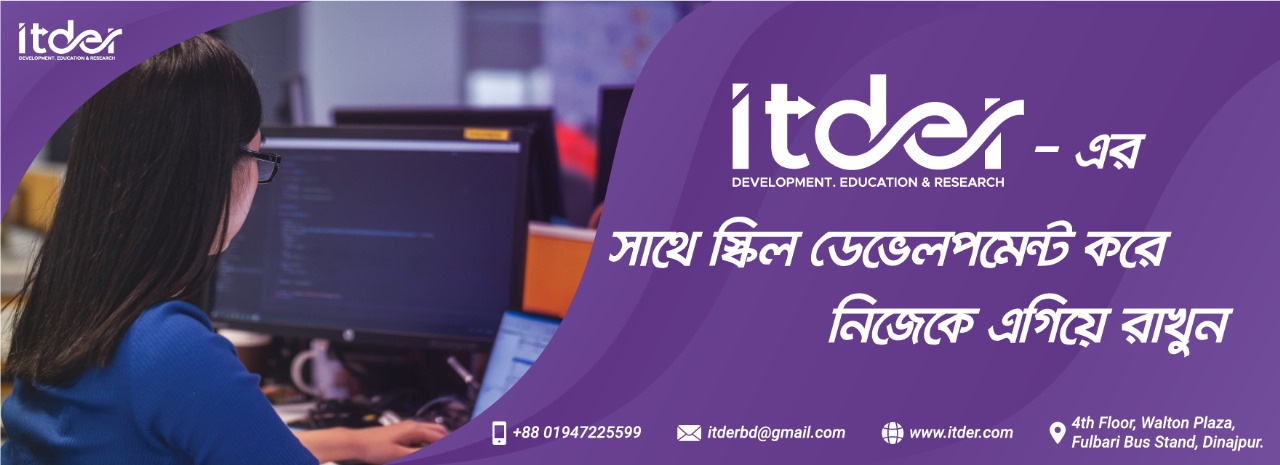 itder
DEVELOPMENT. EDUCATION & RESEARCH
itder - এর
DEVELOPMENT. EDUCATION & RESEARCH
সাথে স্কিল ডেভেলপমেন্ট করে
নিজেকে এগিয়ে রাখুন
+88 01947225599
itderbd@gmail.com
www.itder.com
4th Floor, Walton Plaza,
Fulbari Bus Stand, Dinajpur.